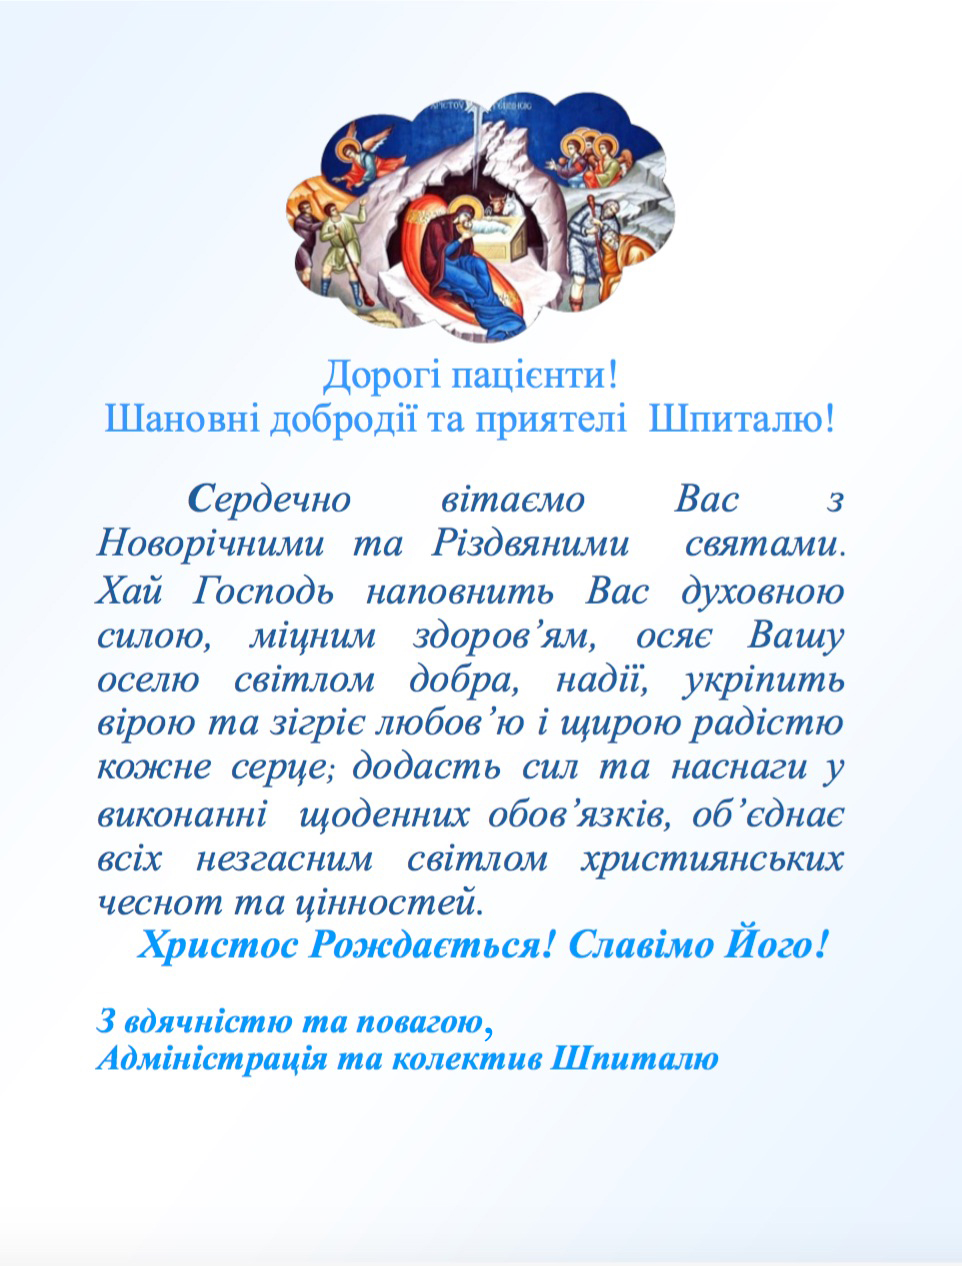 Дорогі пацієнти!
Шановні добродії та приятелі Шпиталю!
Сердечно вітаємо Вас з
Новорічними та Різдвяними святами.
Хай Господь наповнить Вас духовною
силою, міцним здоров’ям, осяє Вашу
оселю світлом добра, надії, укріпить
вірою та зігріє любов’ю і щирою радістю
кожне серце; додасть сил та наснаги у
виконанні щоденних обов’язків, об’єднає
всіх незгасним світлом християнських
чеснот та цінностей.
Христос Рождається! Славімо Його!
З вдячністю та повагою,
Адміністрація та колектив Шпиталю